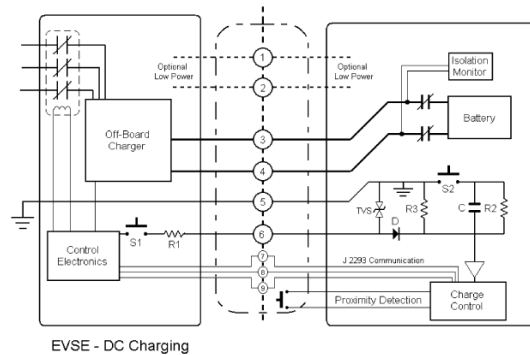 Optional
Low Power
1
Optional
Low Power
2
Isolation
Monitor
Off-Board
Charger
3
4
Battery
5
S2
TVS
R3
C
R2
D
S1
R1
6
Control
Electronics
7
8
9
J 2293 Communication
Proximity Detection
Charge
Control
EVSE - DC Charging